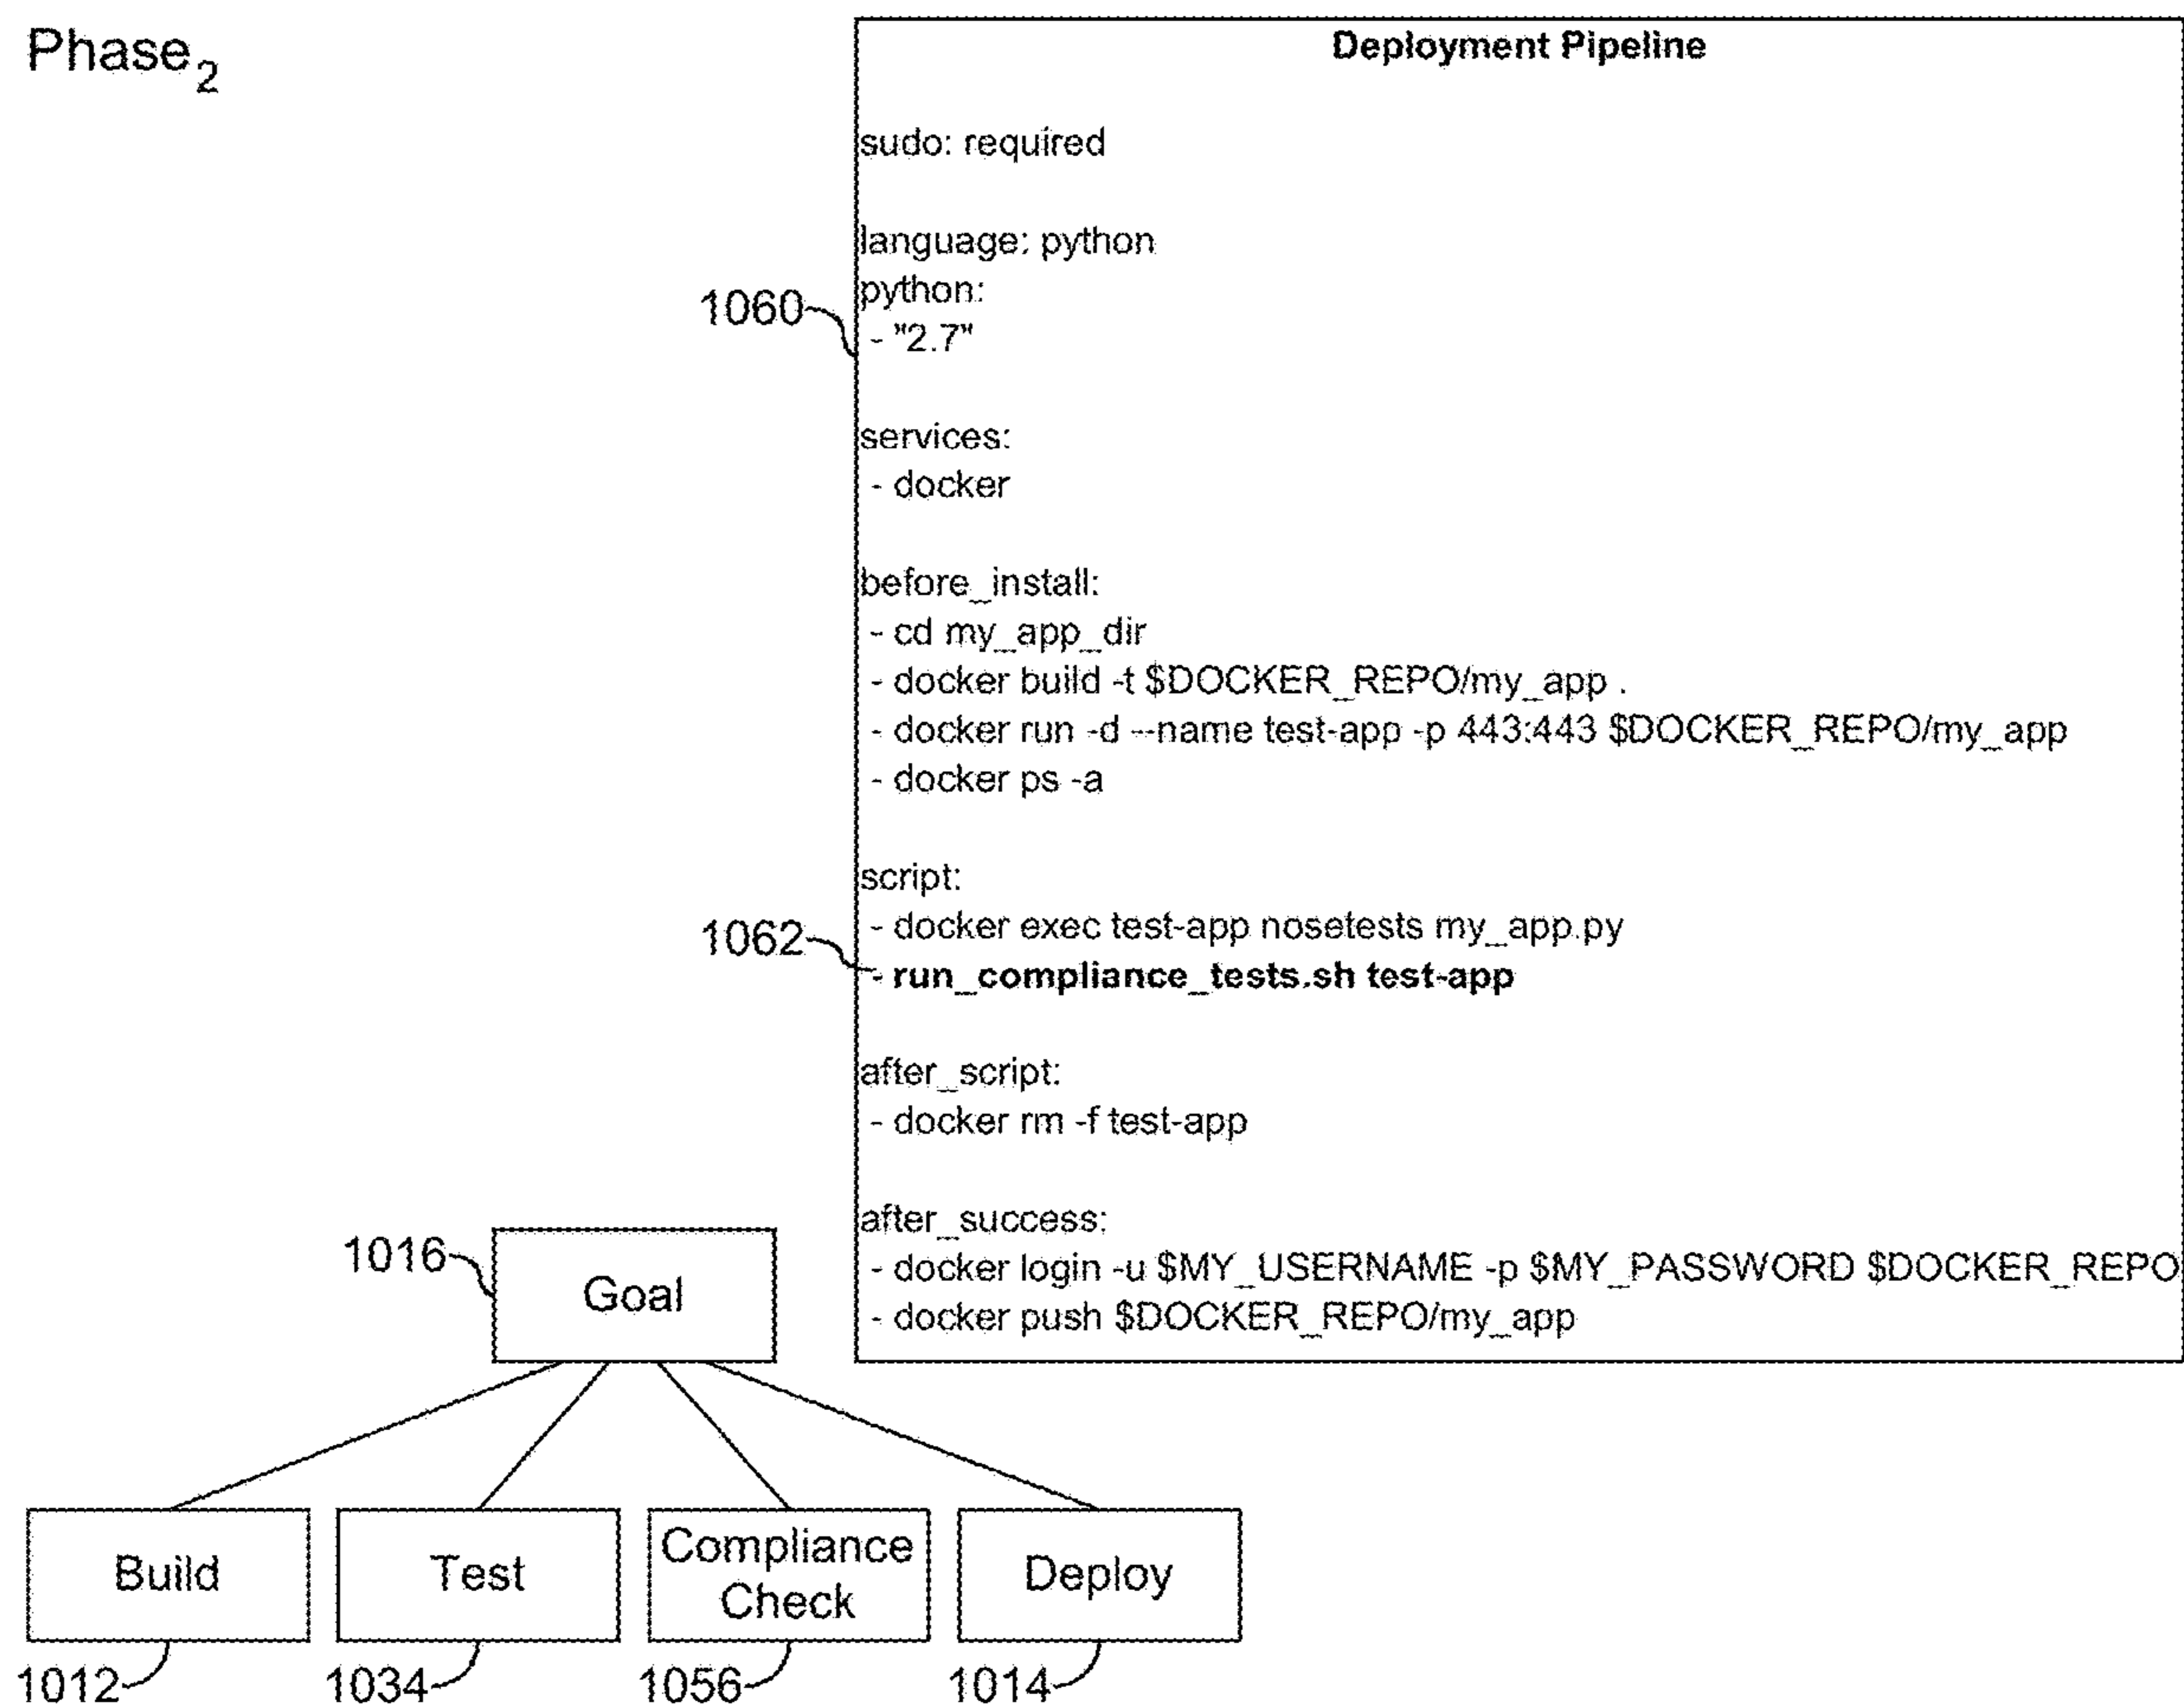 Phase2
Deployment Pipeline
sudo: required
language: python
python:
- "2.7"
1060
services:
- docker
before_install:
- cd my_app_dir
- docker build -t $DOCKER_REPO/my_app .
- docker run -d --name test-app -p 443:443 $DOCKER_REPO/my_app
- docker ps -a
script:
- docker exec test-app nosetests my_app.py
1062
- run_compliance_tests.sh test-app
after_script:
- docker rm -f test-app
after_success:
- docker login -u $MY_USERNAME -p $MY_PASSWORD $DOCKER_REPO
- docker push $DOCKER_REPO/my_app
1016
Goal
Build
Test
Compliance
Check
Deploy
1012
1034
1056
1014